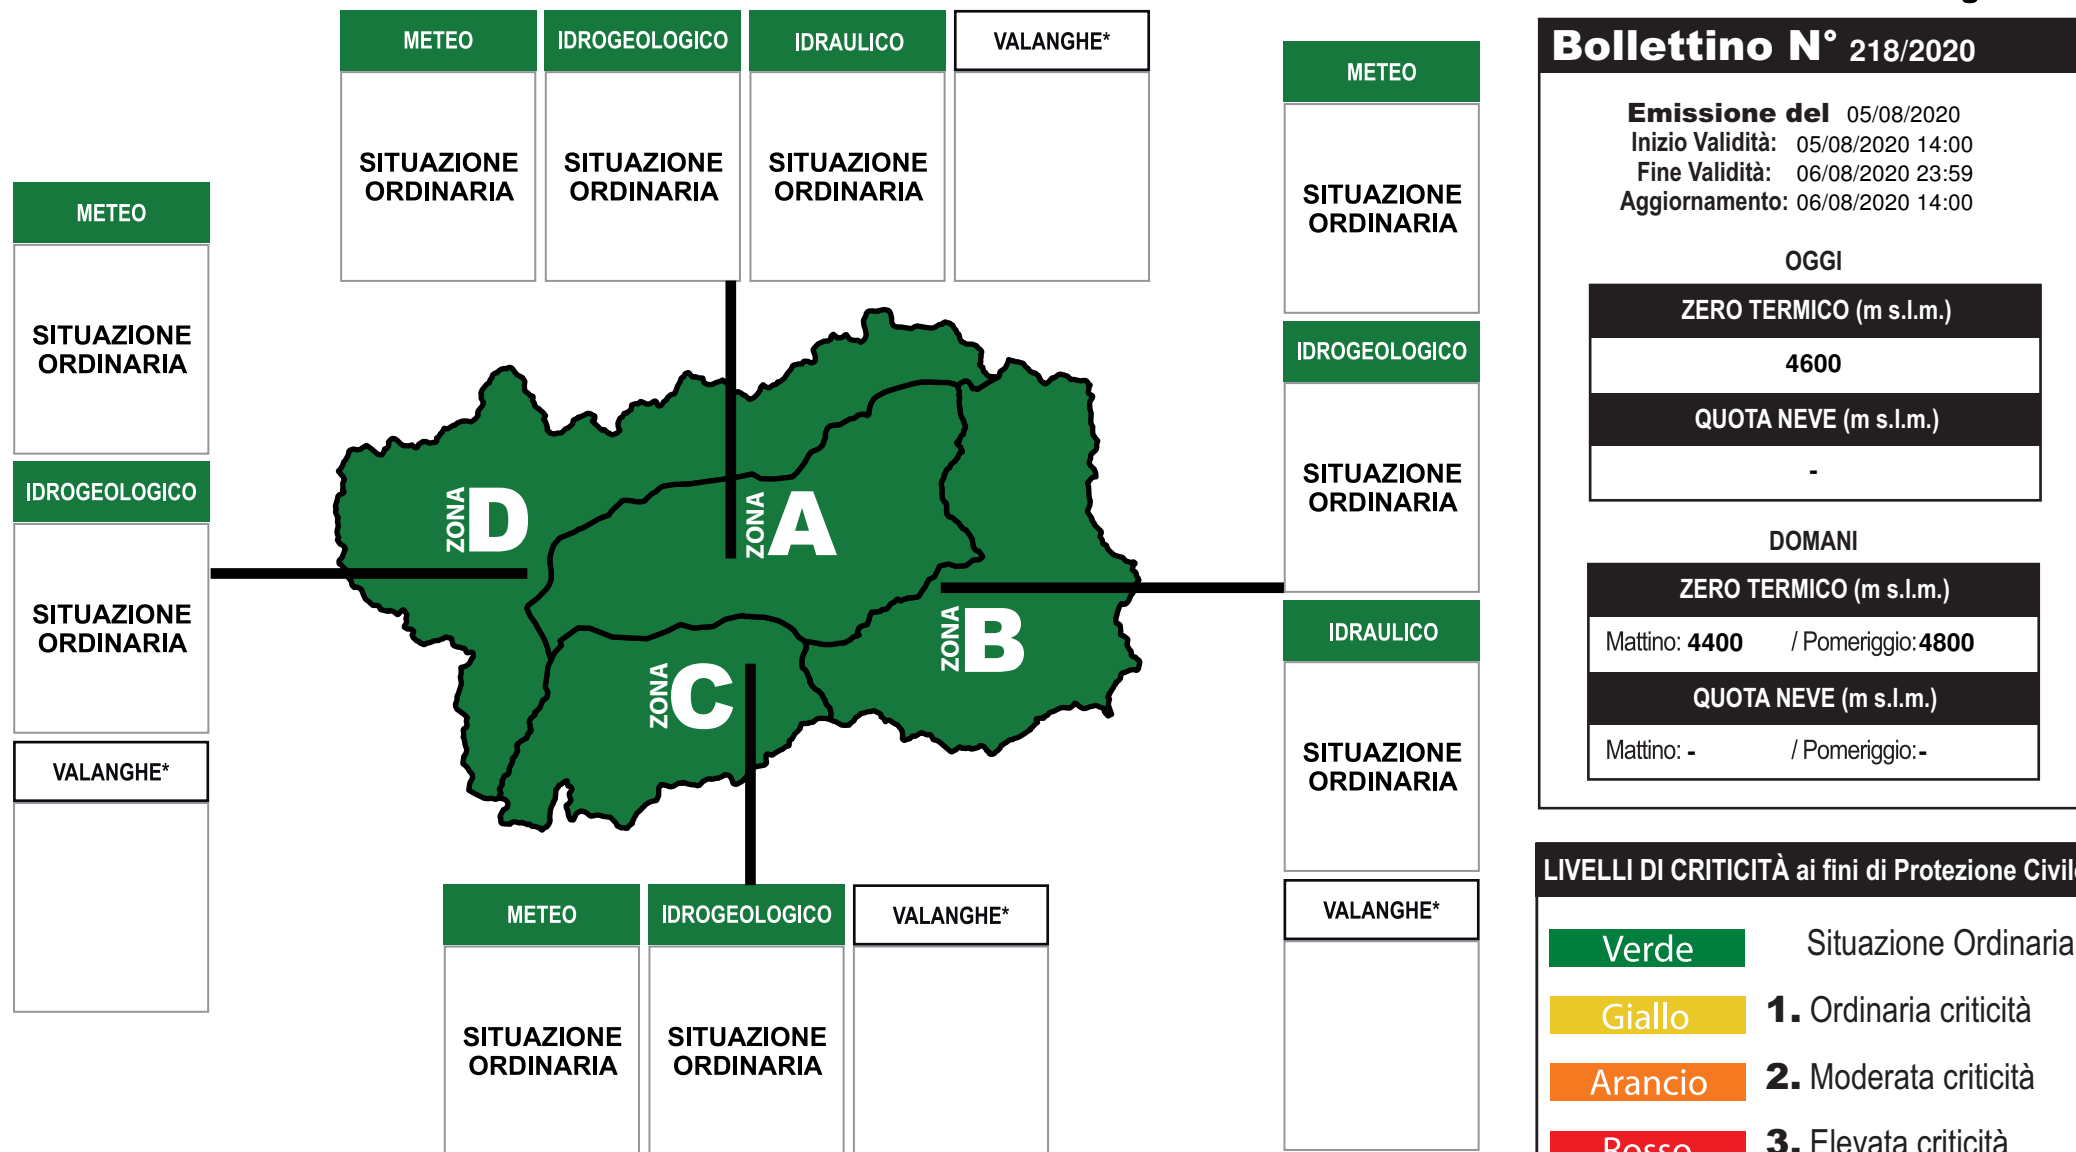 METEO IDROGEOLOGICO IDRAULICO VALANGHE*
SITUAZIONE ORDINARIA
SITUAZIONE ORDINARIA
SITUAZIONE ORDINARIA
METEO
SITUAZIONE
ORDINARIA
IDROGEOLOGICO
SITUAZIONE
ORDINARIA
VALANGHE*
ZONA D
ZONA A
ZONA B
ZONA C
METEO
SITUAZIONE
ORDINARIA
IDROGEOLOGICO
SITUAZIONE
ORDINARIA
IDRAULICO
SITUAZIONE
ORDINARIA
VALANGHE*
METEO IDROGEOLOGICO VALANGHE*
SITUAZIONE ORDINARIA
SITUAZIONE ORDINARIA
Bollettino N° 218/2020
Emissione del 05/08/2020
Inizio Validità: 05/08/2020 14:00
Fine Validità: 06/08/2020 23:59
Aggiornamento: 06/08/2020 14:00
OGGI
ZERO TERMICO (m s.l.m.)
4600
QUOTA NEVE (m s.l.m.)
-
DOMANI
ZERO TERMICO (m s.l.m.)
Mattino: 4400 / Pomeriggio: 4800
QUOTA NEVE (m s.l.m.)
Mattino: - / Pomeriggio: -
LIVELLI DI CRITICITÀ ai fini di Protezione Civile
Verde Situazione Ordinaria
Giallo 1. Ordinaria criticità
Arancio 2. Moderata criticità
Rosso 3. Elevata criticità